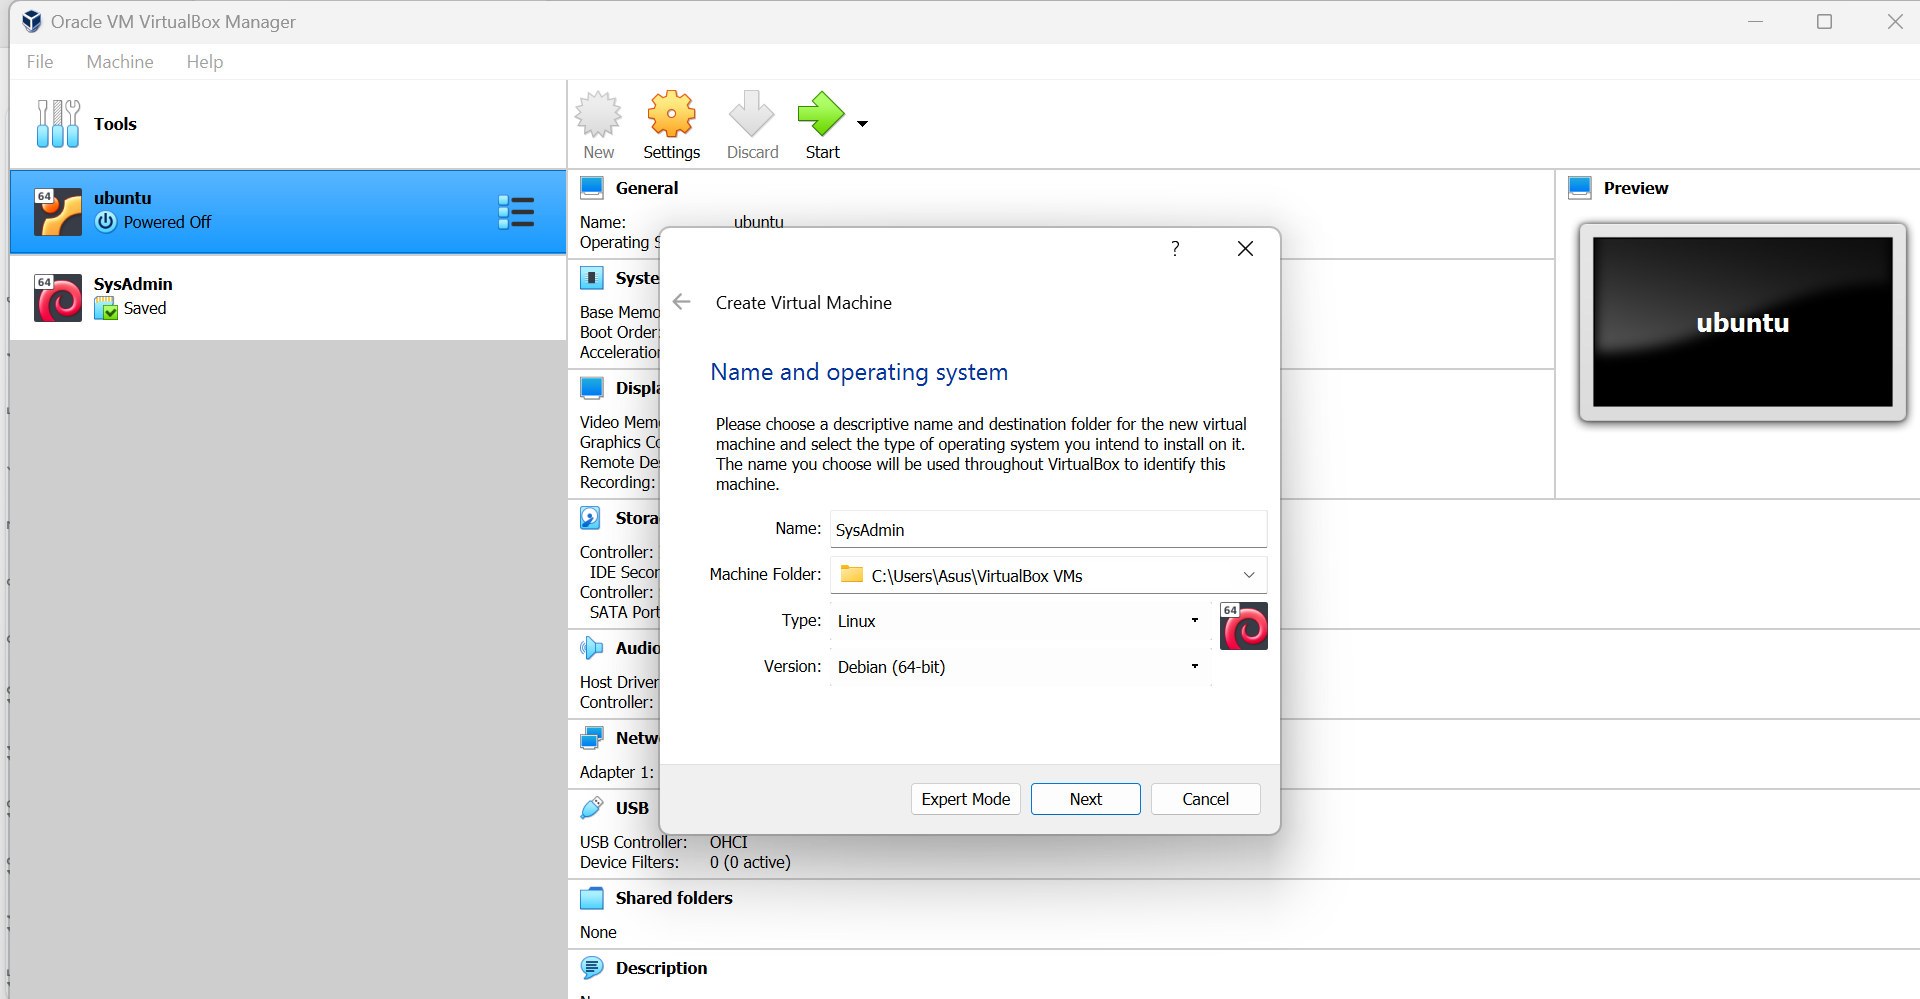 Oracle VM VirtualBox Manager
File Machine Help
Tools
New Settings Discard Start
64 ubuntu
Powered Off
64 SysAdmin
Saved
General
Name: ubuntu
Operating S
Syste
Base Memo
Boot Order:
Acceleration
Displa
Video Mem
Graphics Co
Remote Des
Recording:
Stora
Controller:
IDE Secon
Controller:
SATA Port
Audio
Host Driver
Controller:
Netwo
Adapter 1:
USB
USB Controller: OHCI
Device Filters: 0 (0 active)
Shared folders
None
Description
Preview
ubuntu
?
Create Virtual Machine
Name and operating system
Please choose a descriptive name and destination folder for the new virtual
machine and select the type of operating system you intend to install on it.
The name you choose will be used throughout VirtualBox to identify this
machine.
Name: SysAdmin
Machine Folder: C:\Users\Asus\VirtualBox VMs
Type: Linux
64
Version: Debian (64-bit)
Expert Mode Next Cancel